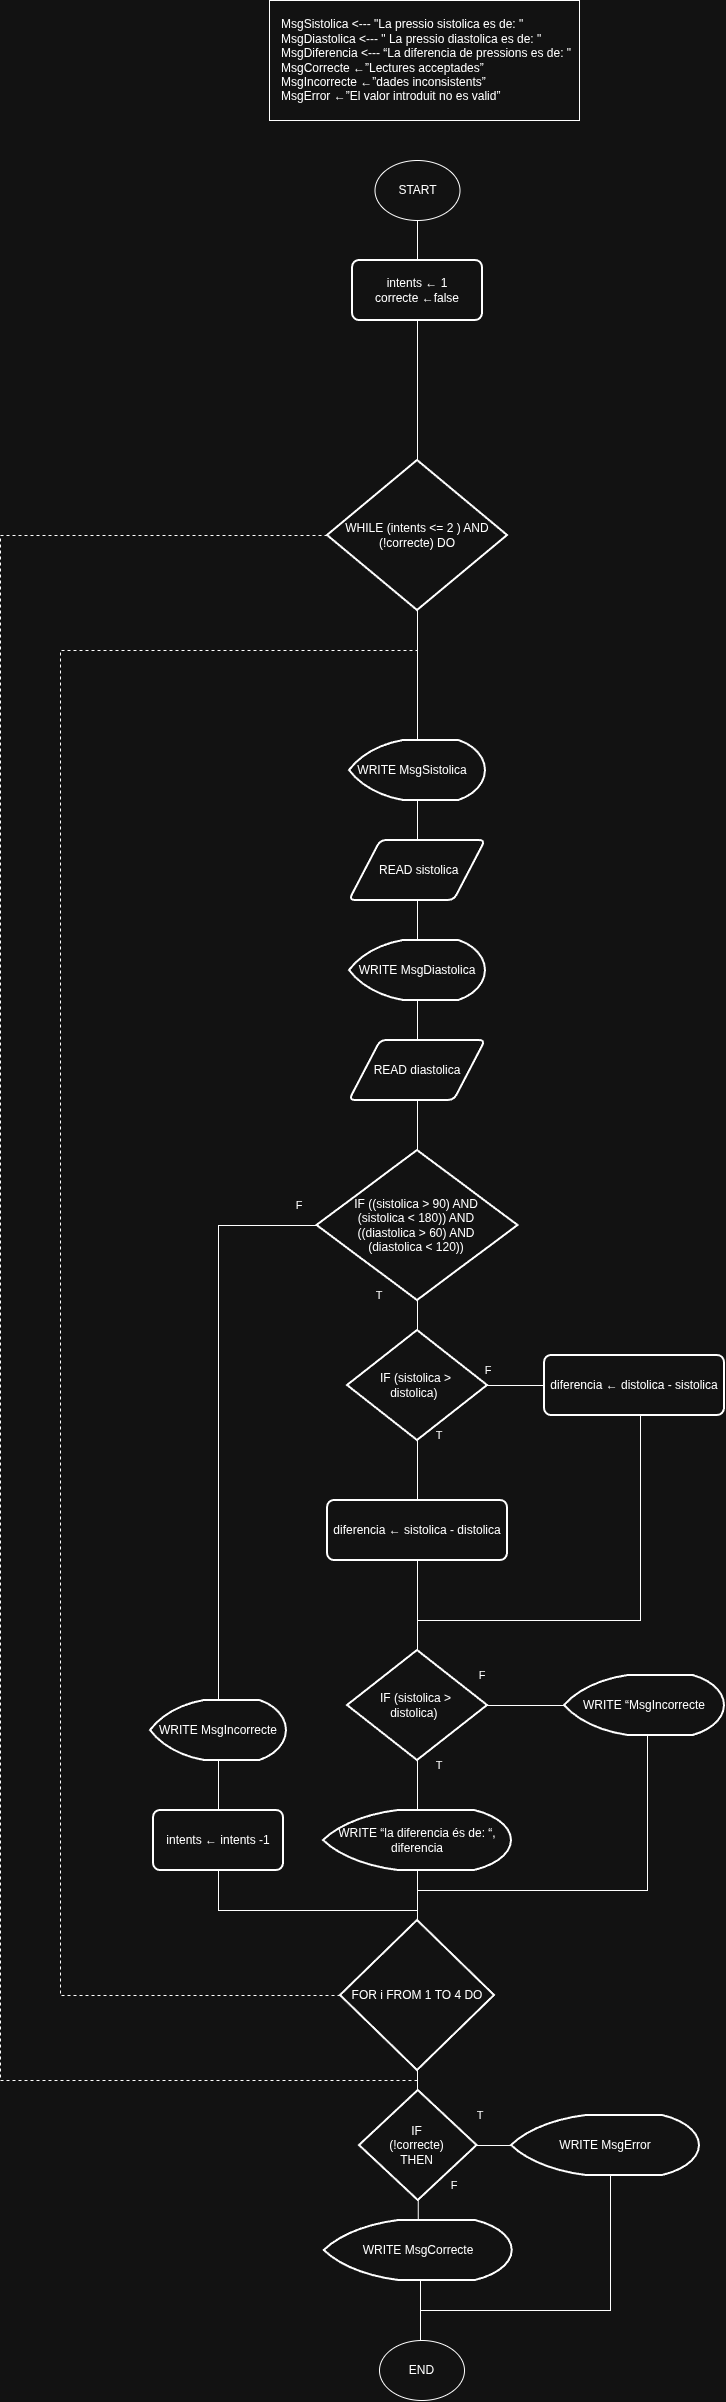 MsgSistolica <--- "La pressio sistolica es de: "
MsgDiastolica <--- " La pressio diastolica es de: "
MsgDiferencia <--- “La diferencia de pressions es de: "
MsgCorrecte ←”Lectures acceptades”
MsgIncorrecte ←”dades inconsistents”
MsgError ←”El valor introduit no es valid”
START
intents ← 1
correcte ←false
WHILE (intents <= 2 ) AND
(!correcte) DO
WRITE MsgSistolica
READ sistolica
WRITE MsgDiastolica
READ diastolica
F
IF ((sistolica > 90) AND
(sistolica < 180)) AND
((diastolica > 60) AND
(diastolica < 120))
T
IF (sistolica >
distolica)
F
diferencia ← distolica - sistolica
T
diferencia ← sistolica - distolica
IF (sistolica >
distolica)
F
WRITE “MsgIncorrecte
WRITE MsgIncorrecte
T
intents ← intents -1
WRITE “la diferencia és de: “,
diferencia
FOR i FROM 1 TO 4 DO
IF
(!correcte)
THEN
T
WRITE MsgError
F
WRITE MsgCorrecte
END